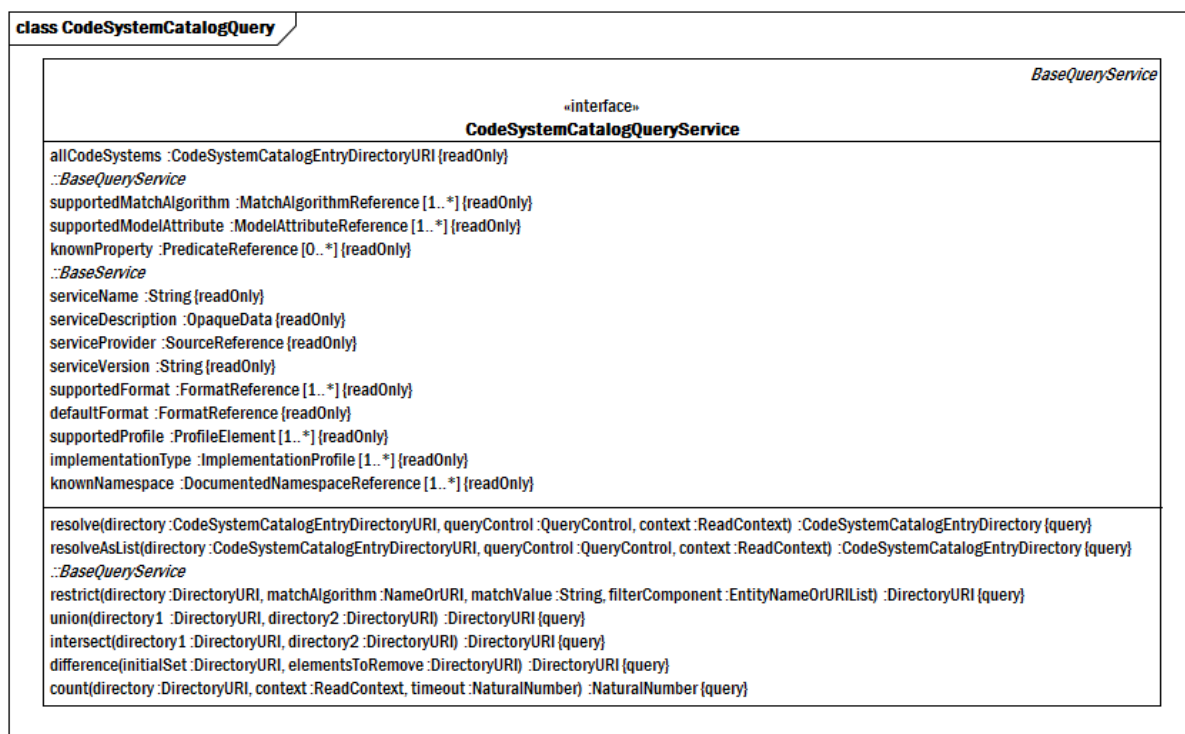 class CodeSystemCatalogQuery
BaseQueryService
«interface»
CodeSystemCatalogQueryService
allCodeSystems :CodeSystemCatalogEntryDirectoryURI {readOnly}
::BaseQueryService
supportedMatchAlgorithm :MatchAlgorithmReference [1..*] {readOnly}
supportedModelAttribute :ModelAttributeReference [1..*] {readOnly}
knownProperty :PredicateReference [0..*] {readOnly}
::BaseService
serviceName :String {readOnly}
serviceDescription :OpaqueData {readOnly}
serviceProvider :SourceReference {readOnly}
serviceVersion :String {readOnly}
supportedFormat :FormatReference [1..*] {readOnly}
defaultFormat :FormatReference {readOnly}
supportedProfile :ProfileElement [1..*] {readOnly}
implementationType :ImplementationProfile [1..*] {readOnly}
knownNamespace :DocumentedNamespaceReference [1..*] {readOnly}
resolve(directory :CodeSystemCatalogEntryDirectoryURI, queryControl :QueryControl, context :ReadContext) :CodeSystemCatalogEntryDirectory {query}
resolveAsList(directory :CodeSystemCatalogEntryDirectoryURI, queryControl :QueryControl, context :ReadContext) :CodeSystemCatalogEntryDirectory {query}
::BaseQueryService
restrict(directory :DirectoryURI, matchAlgorithm :NameOrURI, matchValue :String, filterComponent :EntityNameOrURIList) :DirectoryURI {query}
union(directory1 :DirectoryURI, directory2 :DirectoryURI) :DirectoryURI {query}
intersect(directory1 :DirectoryURI, directory2 :DirectoryURI) :DirectoryURI {query}
difference(initialSet :DirectoryURI, elementsToRemove :DirectoryURI) :DirectoryURI {query}
count(directory :DirectoryURI, context :ReadContext, timeout :NaturalNumber) :NaturalNumber {query}